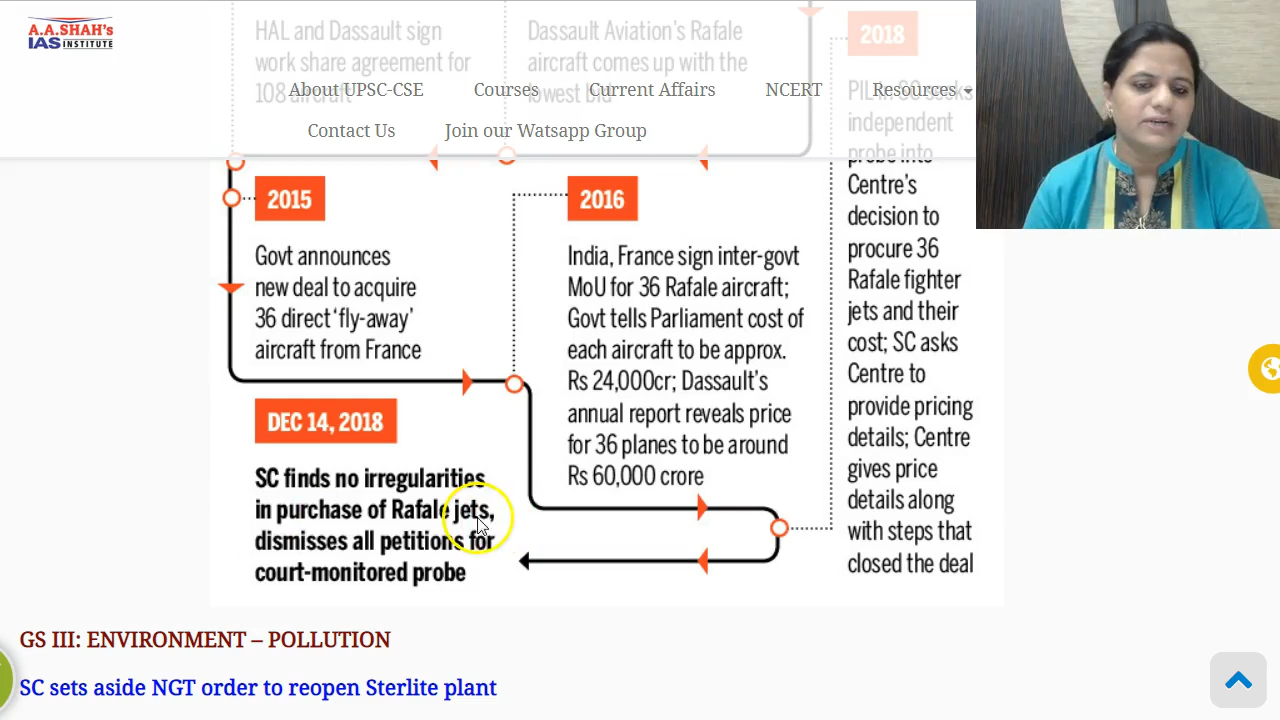 A.A.SHAH's
IAS INSTITUTE
HAL and Dassault sign
work share agreement for
108 aircraft
Dassault Aviation's Rafale
aircraft comes up with the
lowest bid
2018
About UPSC-CSE
Courses
Current Affairs
NCERT
Resources
Contact Us
Join our Watsapp Group
2015
Govt announces
new deal to acquire
36 direct 'fly-away'
aircraft from France
2016
India, France sign inter-govt
MoU for 36 Rafale aircraft;
Govt tells Parliament cost of
each aircraft to be approx.
Rs 24,000cr; Dassault's
annual report reveals price
for 36 planes to be around
Rs 60,000 crore
PIL in SC seeks
independent
probe into
Centre's
decision to
procure 36
Rafale fighter
jets and their
cost; SC asks
Centre to
provide pricing
details; Centre
gives price
details along
with steps that
closed the deal
DEC 14, 2018
SC finds no irregularities
in purchase of Rafale jets,
dismisses all petitions for
court-monitored probe
GS III: ENVIRONMENT – POLLUTION
SC sets aside NGT order to reopen Sterlite plant